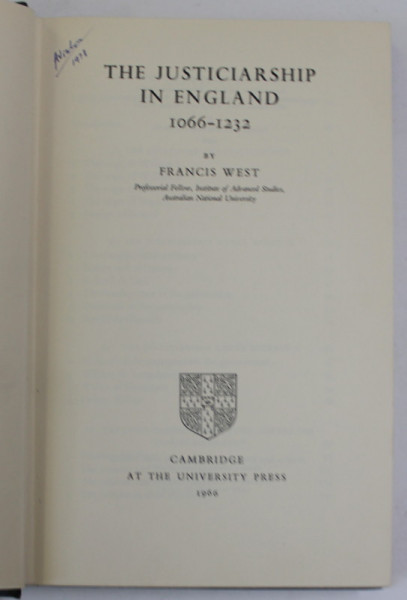 1973
THE JUSTICIARSHIP
IN ENGLAND
1066–1232
BY
FRANCIS WEST
Professorial Fellow, Institute of Advanced Studies,
Australian National University
CAMBRIDGE
AT THE UNIVERSITY PRESS
1966